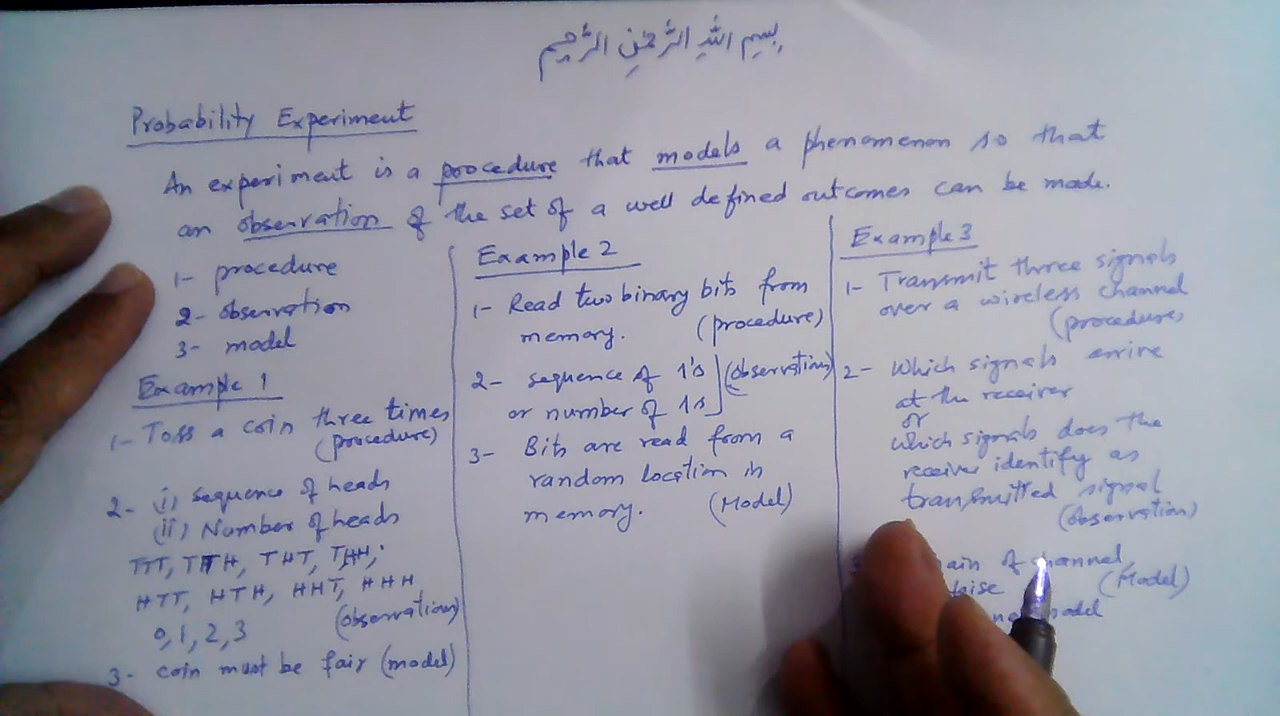 بِسْمِ اللهِ الرَّحْمٰنِ الرَّحِيْمِ
Probability Experiment
An experiment is a procedure that models a phenomenon so that
an observation of the set of a well defined outcomes can be made.
1- procedure
2- observation
3- model
Example 1
1- Toss a coin three times
(procedure)
2- (i) Sequence of heads
(ii) Number of heads
TTT, TTH, THT, THH,
HTT, HTH, HHT, HHH
(observation)
0, 1, 2, 3
3- coin must be fair (model)
Example 2
1- Read two binary bits from
memory. (procedure)
2- sequence of 1's (observation)
or number of 1s
3- Bits are read from a
random location in
memory. (Model)
Example 3
1- Transmit three signals
over a wireless channel
(procedure)
2- Which signals arrive
at the receiver
or
which signals does the
receiver identify as
transmitted signal
(observation)
of channel
(Model)